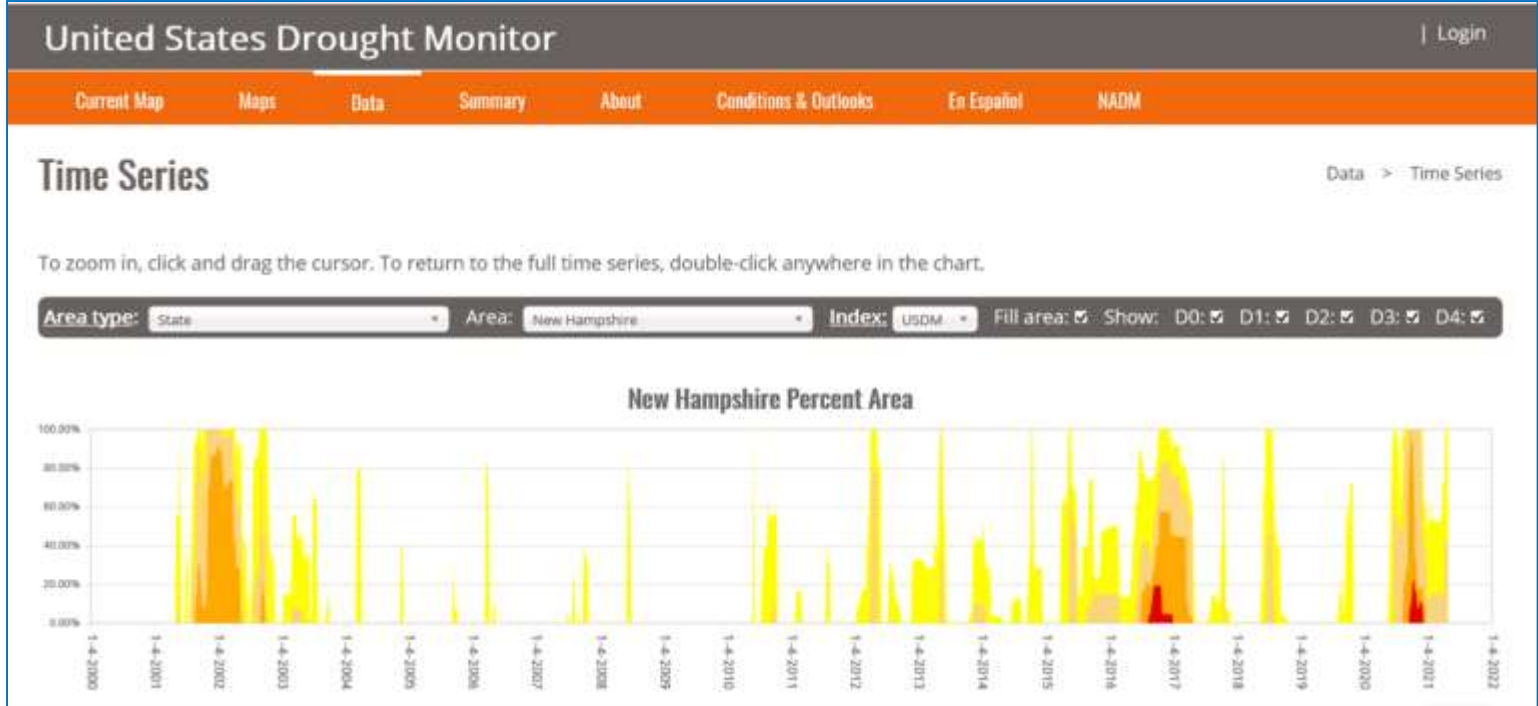 United States Drought Monitor
| Login
Current Map Maps Data Summary About Conditions & Outlooks En Español NADM
Time Series
Data > Time Series
To zoom in, click and drag the cursor. To return to the full time series, double-click anywhere in the chart.
Area type: State Area: New Hampshire Index: USDM Fill area: Show: D0: D1: D2: D3: D4:
New Hampshire Percent Area
100.00%
80.00%
60.00%
40.00%
20.00%
0.00%
1-4-2000 1-4-2001 1-4-2002 1-4-2003 1-4-2004 1-4-2005 1-4-2006 1-4-2007 1-4-2008 1-4-2009 1-4-2010 1-4-2011 1-4-2012 1-4-2013 1-4-2014 1-4-2015 1-4-2016 1-4-2017 1-4-2018 1-4-2019 1-4-2020 1-4-2021 1-4-2022